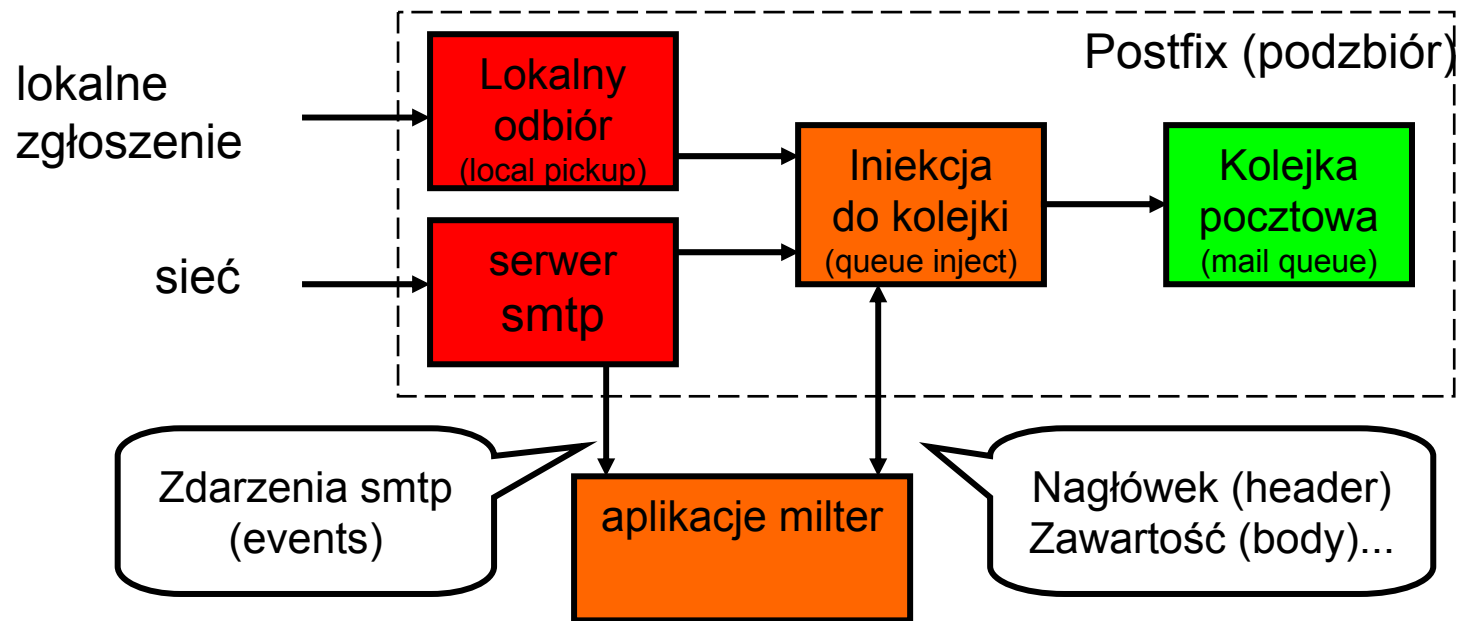 Postfix (podzbiór)
lokalne
zgłoszenie
Lokalny
odbiór
(local pickup)
Iniekcja
do kolejki
(queue inject)
Kolejka
pocztowa
(mail queue)
sieć
serwer
smtp
Zdarzenia smtp
(events)
aplikacje milter
Nagłówek (header)
Zawartość (body)...